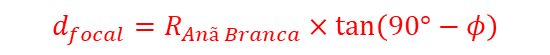 d_focal = R_Anã Branca × tan(90° − ϕ)